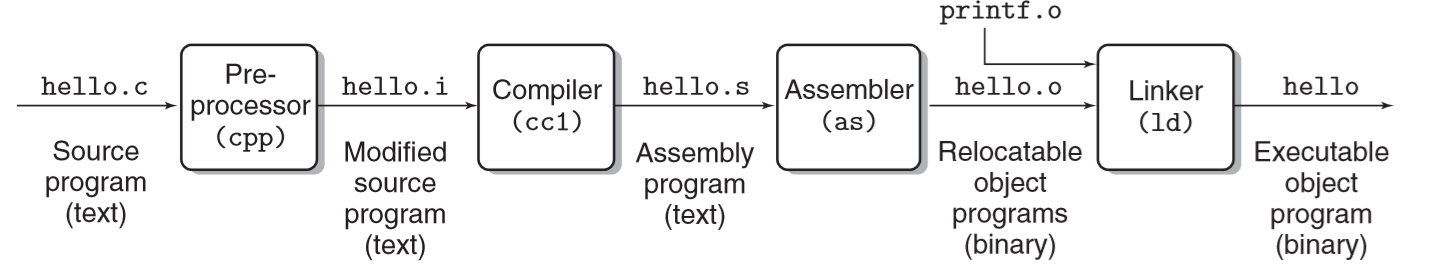 printf.o
hello.c
Pre-
processor
(cpp)
hello.i
Compiler
(cc1)
hello.s
Assembler
(as)
hello.o
Linker
(ld)
hello
Source
program
(text)
Modified
source
program
(text)
Assembly
program
(text)
Relocatable
object
programs
(binary)
Executable
object
program
(binary)